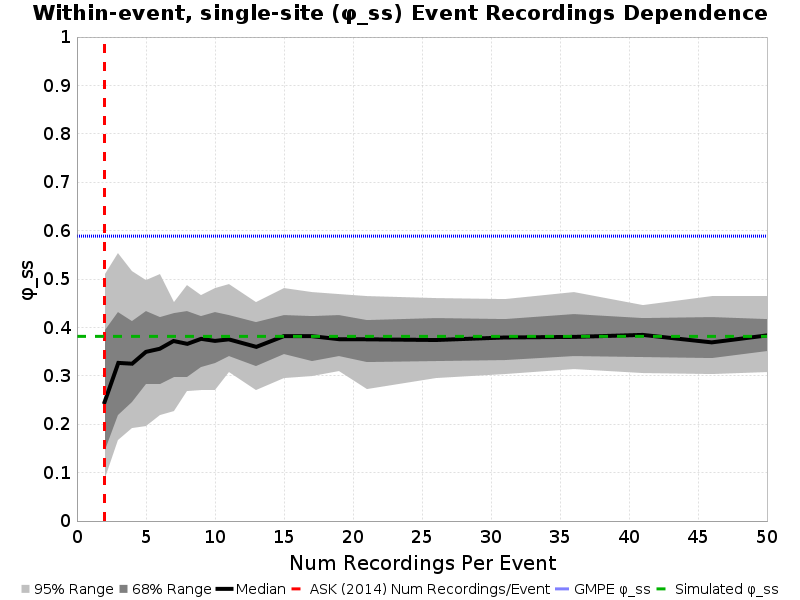 Within-event, single-site (φ_ss) Event Recordings Dependence
1
0.9
0.8
0.7
0.6
0.5
0.4
0.3
0.2
0.1
0
φ_ss
0 5 10 15 20 25 30 35 40 45 50
Num Recordings Per Event
95% Range 68% Range Median ASK (2014) Num Recordings/Event GMPE φ_ss Simulated φ_ss